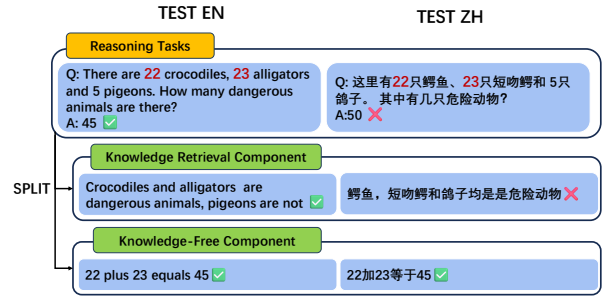 TEST EN
TEST ZH
Reasoning Tasks
Q: There are 22 crocodiles, 23 alligators
and 5 pigeons. How many dangerous
animals are there?
A: 45 ✅
Q: 这里有22只鳄鱼、23只短吻鳄和 5只
鸽子。 其中有几只危险动物?
A:50 ❌
SPLIT
Knowledge Retrieval Component
Crocodiles and alligators are
dangerous animals, pigeons are not ✅
鳄鱼，短吻鳄和鸽子均是是危险动物❌
Knowledge-Free Component
22 plus 23 equals 45 ✅
22加23等于45 ✅